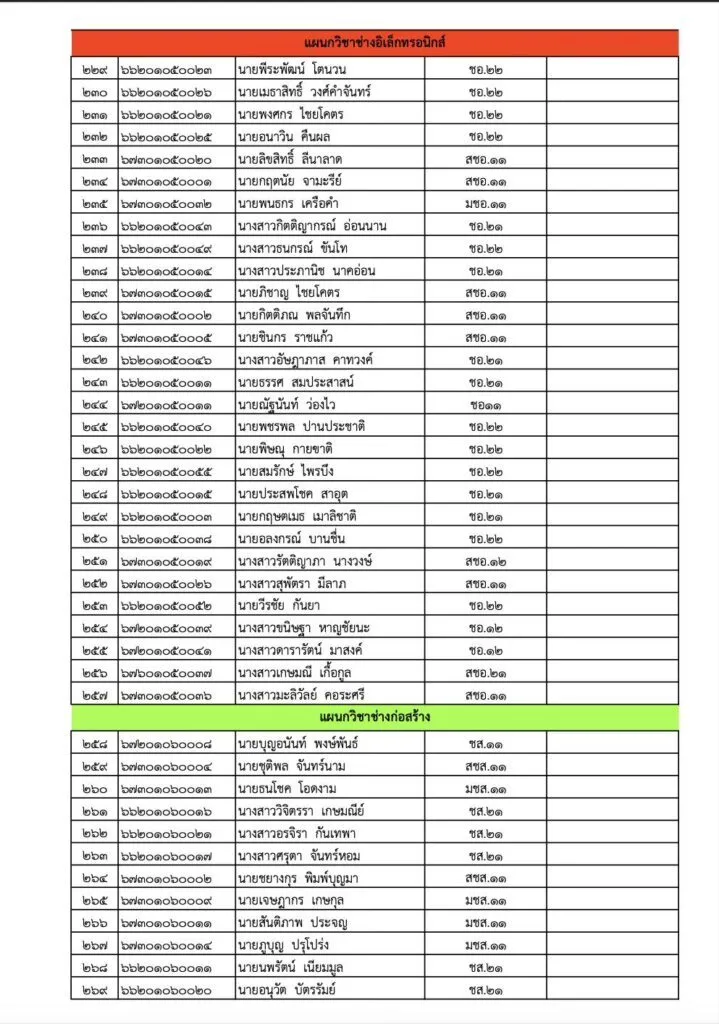 แผนกวิชาช่างอิเล็กทรอนิกส์
๒๒๙ ๖๖๒๐๑๐๕๐๐๒๓ นายพีระพัฒน์ โตนวน ชอ.๒๒
๒๓๐ ๖๖๒๐๑๐๕๐๐๒๖ นายเมธาสิทธิ์ วงศ์คำจันทร์ ชอ.๒๒
๒๓๑ ๖๖๒๐๑๐๕๐๐๒๑ นายพงศกร ไชยโคตร ชอ.๒๒
๒๓๒ ๖๖๒๐๑๐๕๐๐๒๕ นายอนาวิน คืนผล ชอ.๒๒
๒๓๓ ๖๗๓๐๑๐๕๐๐๒๐ นายลิขสิทธิ์ ลีนาลาด สชอ.๑๑
๒๓๔ ๖๗๓๐๑๐๕๐๐๐๑ นายกฤตนัย จามะรีย์ สชอ.๑๑
๒๓๕ ๖๗๓๐๑๐๕๐๐๓๒ นายพนธกร เครือคำ มชอ.๑๑
๒๓๖ ๖๖๒๐๑๐๕๐๐๔๓ นางสาวกิตติญากรณ์ อ่อนนาน ชอ.๒๑
๒๓๗ ๖๖๒๐๑๐๕๐๐๔๙ นางสาวธนกรณ์ ขันโท ชอ.๒๒
๒๓๘ ๖๖๒๐๑๐๕๐๐๑๔ นางสาวประภานิช นาคอ่อน ชอ.๒๑
๒๓๙ ๖๗๓๐๑๐๕๐๐๑๕ นายภิชาญ ไชยโคตร สชอ.๑๑
๒๔๐ ๖๗๓๐๑๐๕๐๐๐๒ นายกิตติภณ พลจันทึก สชอ.๑๑
๒๔๑ ๖๗๓๐๑๐๕๐๐๐๕ นายชินกร ราชแก้ว สชอ.๑๑
๒๔๒ ๖๖๒๐๑๐๕๐๐๔๖ นางสาวอัษฎาภาส คาทวงค์ ชอ.๒๑
๒๔๓ ๖๖๒๐๑๐๕๐๐๑๑ นายธรรศ สมประสาสน์ ชอ.๒๑
๒๔๔ ๖๗๒๐๑๐๕๐๐๑๑ นายณัฐนันท์ ว่องไว ชอ๑๑
๒๔๕ ๖๖๒๐๑๐๕๐๐๔๐ นายพชรพล ปานประชาติ ชอ.๒๒
๒๔๖ ๖๖๒๐๑๐๕๐๐๒๒ นายพิษณุ กายขาติ ชอ.๒๒
๒๔๗ ๖๖๒๐๑๐๕๐๐๕๕ นายสมรักษ์ ไพรบึง ชอ.๒๒
๒๔๘ ๖๖๒๐๑๐๕๐๐๑๕ นายประสพโชค สาอุต ชอ.๒๑
๒๔๙ ๖๖๒๐๑๐๕๐๐๐๓ นายกฤษตเมธ เมาลิชาติ ชอ.๒๑
๒๕๐ ๖๖๒๐๑๐๕๐๐๓๘ นายอลงกรณ์ บานชื่น ชอ.๒๒
๒๕๑ ๖๗๓๐๑๐๕๐๐๑๙ นางสาวรัตติญาภา นางวงษ์ สชอ.๑๒
๒๕๒ ๖๗๓๐๑๐๕๐๐๒๖ นางสาวสุพัตรา มีลาภ สชอ.๑๑
๒๕๓ ๖๖๒๐๑๐๕๐๐๕๒ นายวีรชัย กันยา ชอ.๒๒
๒๕๔ ๖๗๒๐๑๐๕๐๐๓๙ นางสาวขนิษฐา หาญชัยนะ ชอ.๑๒
๒๕๕ ๖๗๒๐๑๐๕๐๐๔๑ นางสาวดารารัตน์ มาสงค์ ชอ.๑๒
๒๕๖ ๖๗๖๐๑๐๕๐๐๓๗ นางสาวเกษมณี เกื้อกูล สชอ.๒๑
๒๕๗ ๖๗๓๐๑๐๕๐๐๓๖ นางสาวมะลิวัลย์ คอระศรี สชอ.๑๑
แผนกวิชาช่างก่อสร้าง
๒๕๘ ๖๗๒๐๑๐๖๐๐๐๘ นายบุญอนันท์ พงษ์พันธ์ ชส.๑๑
๒๕๙ ๖๗๓๐๑๐๖๐๐๐๔ นายชุติพล จันทร์นาม สชส.๑๑
๒๖๐ ๖๗๓๐๑๐๖๐๐๑๓ นายธนโชค โอดงาม มชส.๑๑
๒๖๑ ๖๖๒๐๑๐๖๐๐๑๖ นางสาววิจิตรรา เกษมณีย์ ชส.๒๑
๒๖๒ ๖๖๒๐๑๐๖๐๐๒๑ นางสาวอรจิรา กันเทพา ชส.๒๑
๒๖๓ ๖๖๒๐๑๐๖๐๐๑๗ นางสาวศรุตา จันทร์หอม ชส.๒๑
๒๖๔ ๖๗๓๐๑๐๖๐๐๐๒ นายชยางกุร พิมพ์บุญมา สชส.๑๑
๒๖๕ ๖๗๓๐๑๐๖๐๐๐๙ นายเจษฎากร เกษกุล มชส.๑๑
๒๖๖ ๖๗๓๐๑๐๖๐๐๑๑ นายสันติภาพ ประจญ มชส.๑๑
๒๖๗ ๖๗๓๐๑๐๖๐๐๑๔ นายภูบุญ ปรุโปร่ง มชส.๑๑
๒๖๘ ๖๖๒๐๑๐๖๐๐๑๑ นายนพรัตน์ เนียมมูล ชส.๒๑
๒๖๙ ๖๖๒๐๑๐๖๐๐๒๐ นายอนุวัต บัตรรัมย์ ชส.๒๑